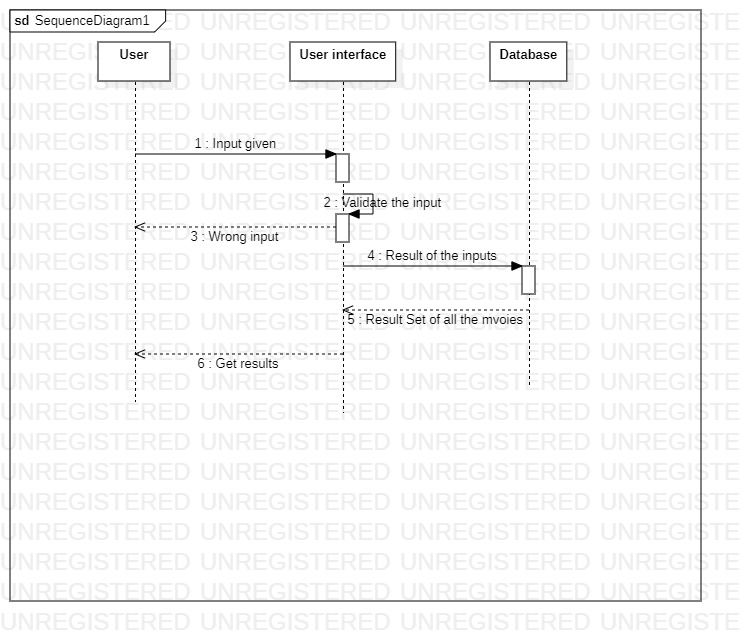 sd SequenceDiagram1
User
User interface
Database
1 : Input given
2 : Validate the input
3 : Wrong input
4 : Result of the inputs
5 : Result Set of all the mvoies
6 : Get results
UNREGISTERED UNREGISTERED UNREGISTERED UNREGISTERED